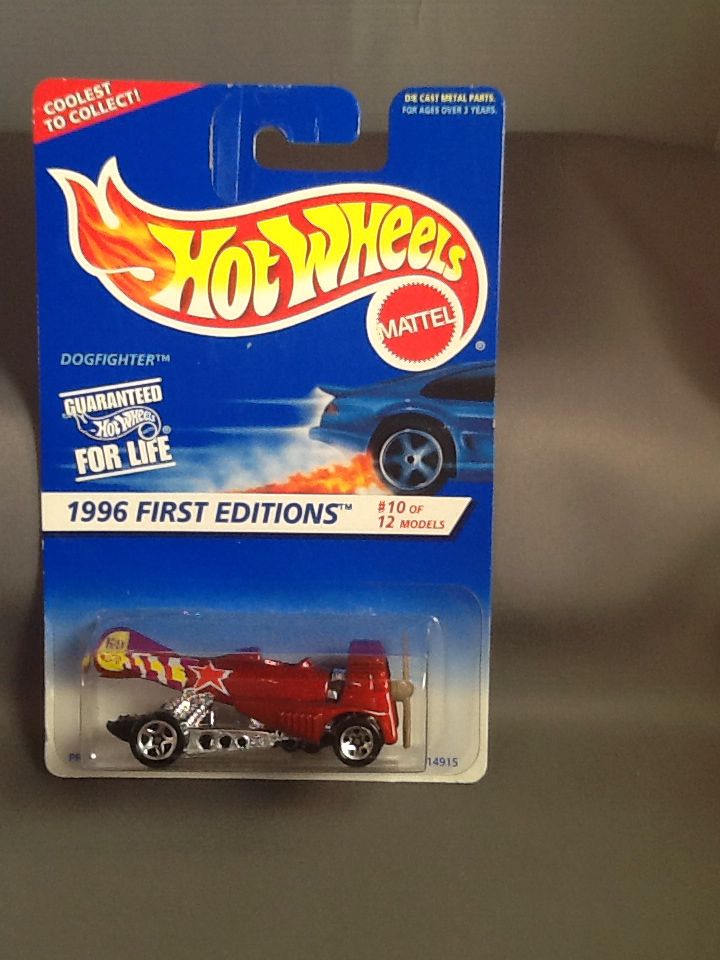 COOLEST
TO COLLECT!
DIE CAST METAL PARTS.
FOR AGES OVER 3 YEARS.
HOT WHEELS
MATTEL
®
DOGFIGHTER™
GUARANTEED
HOT WHEELS®
FOR LIFE
1996 FIRST EDITIONS™
#10 OF
12 MODELS
14915